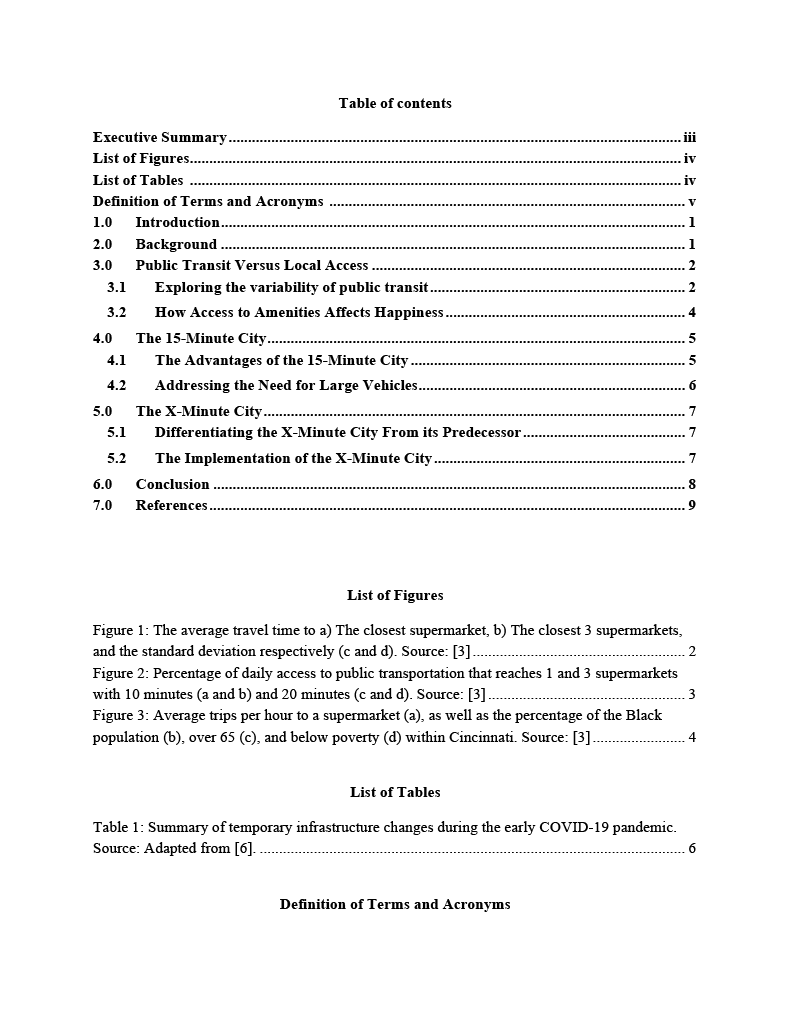 Table of contents
Executive Summary ........ iii
List of Figures ........ iv
List of Tables ........ iv
Definition of Terms and Acronyms ........ v
1.0 Introduction ........ 1
2.0 Background ........ 1
3.0 Public Transit Versus Local Access ........ 2
3.1 Exploring the variability of public transit ........ 2
3.2 How Access to Amenities Affects Happiness ........ 4
4.0 The 15-Minute City ........ 5
4.1 The Advantages of the 15-Minute City ........ 5
4.2 Addressing the Need for Large Vehicles ........ 6
5.0 The X-Minute City ........ 7
5.1 Differentiating the X-Minute City From its Predecessor ........ 7
5.2 The Implementation of the X-Minute City ........ 7
6.0 Conclusion ........ 8
7.0 References ........ 9
List of Figures
Figure 1: The average travel time to a) The closest supermarket, b) The closest 3 supermarkets,
and the standard deviation respectively (c and d). Source: [3] ........ 2
Figure 2: Percentage of daily access to public transportation that reaches 1 and 3 supermarkets
with 10 minutes (a and b) and 20 minutes (c and d). Source: [3] ........ 3
Figure 3: Average trips per hour to a supermarket (a), as well as the percentage of the Black
population (b), over 65 (c), and below poverty (d) within Cincinnati. Source: [3] ........ 4
List of Tables
Table 1: Summary of temporary infrastructure changes during the early COVID-19 pandemic.
Source: Adapted from [6]. ........ 6
Definition of Terms and Acronyms